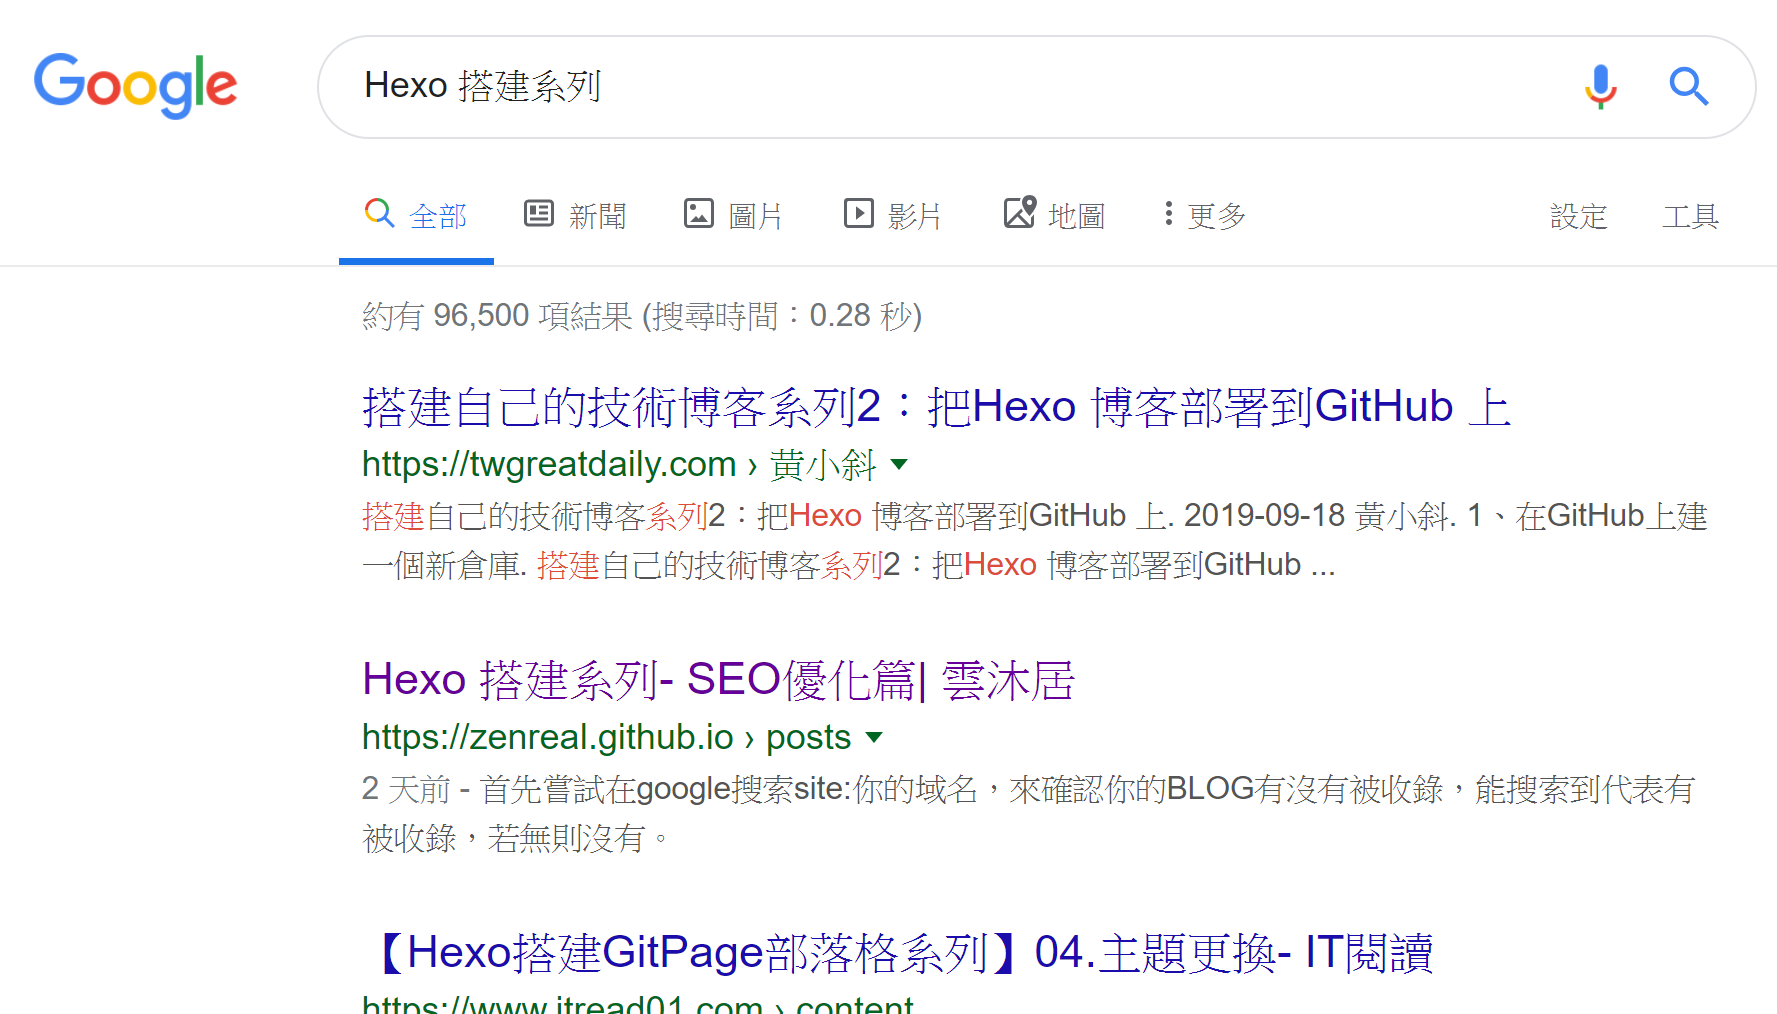 Google
Hexo 搭建系列
全部 新聞 圖片 影片 地圖 更多 設定 工具
約有 96,500 項結果 (搜尋時間：0.28 秒)
搭建自己的技術博客系列2：把Hexo 博客部署到GitHub 上
https://twgreatdaily.com › 黃小斜
搭建自己的技術博客系列2：把Hexo 博客部署到GitHub 上. 2019-09-18 黃小斜. 1、在GitHub上建
一個新倉庫. 搭建自己的技術博客系列2：把Hexo 博客部署到GitHub ...
Hexo 搭建系列- SEO優化篇| 雲沐居
https://zenreal.github.io › posts
2 天前 - 首先嘗試在google搜索site:你的域名，來確認你的BLOG有沒有被收錄，能搜索到代表有
被收錄，若無則沒有。
【Hexo搭建GitPage部落格系列】04.主題更換- IT閱讀
https://www.itread01.com › content